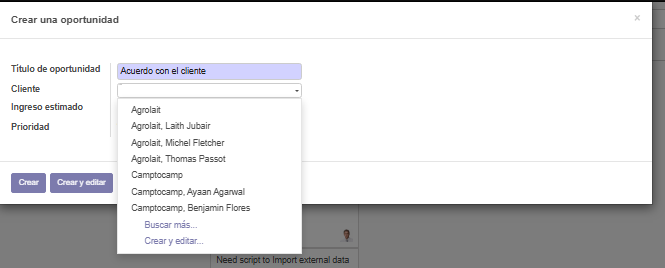 Crear una oportunidad
×
Título de oportunidad
Acuerdo con el cliente
Cliente
Ingreso estimado
Prioridad
Agrolait
Agrolait, Laith Jubair
Agrolait, Michel Fletcher
Agrolait, Thomas Passot
Camptocamp
Camptocamp, Ayaan Agarwal
Camptocamp, Benjamin Flores
Buscar más...
Crear y editar...
Crear
Crear y editar
Need script to Import external data